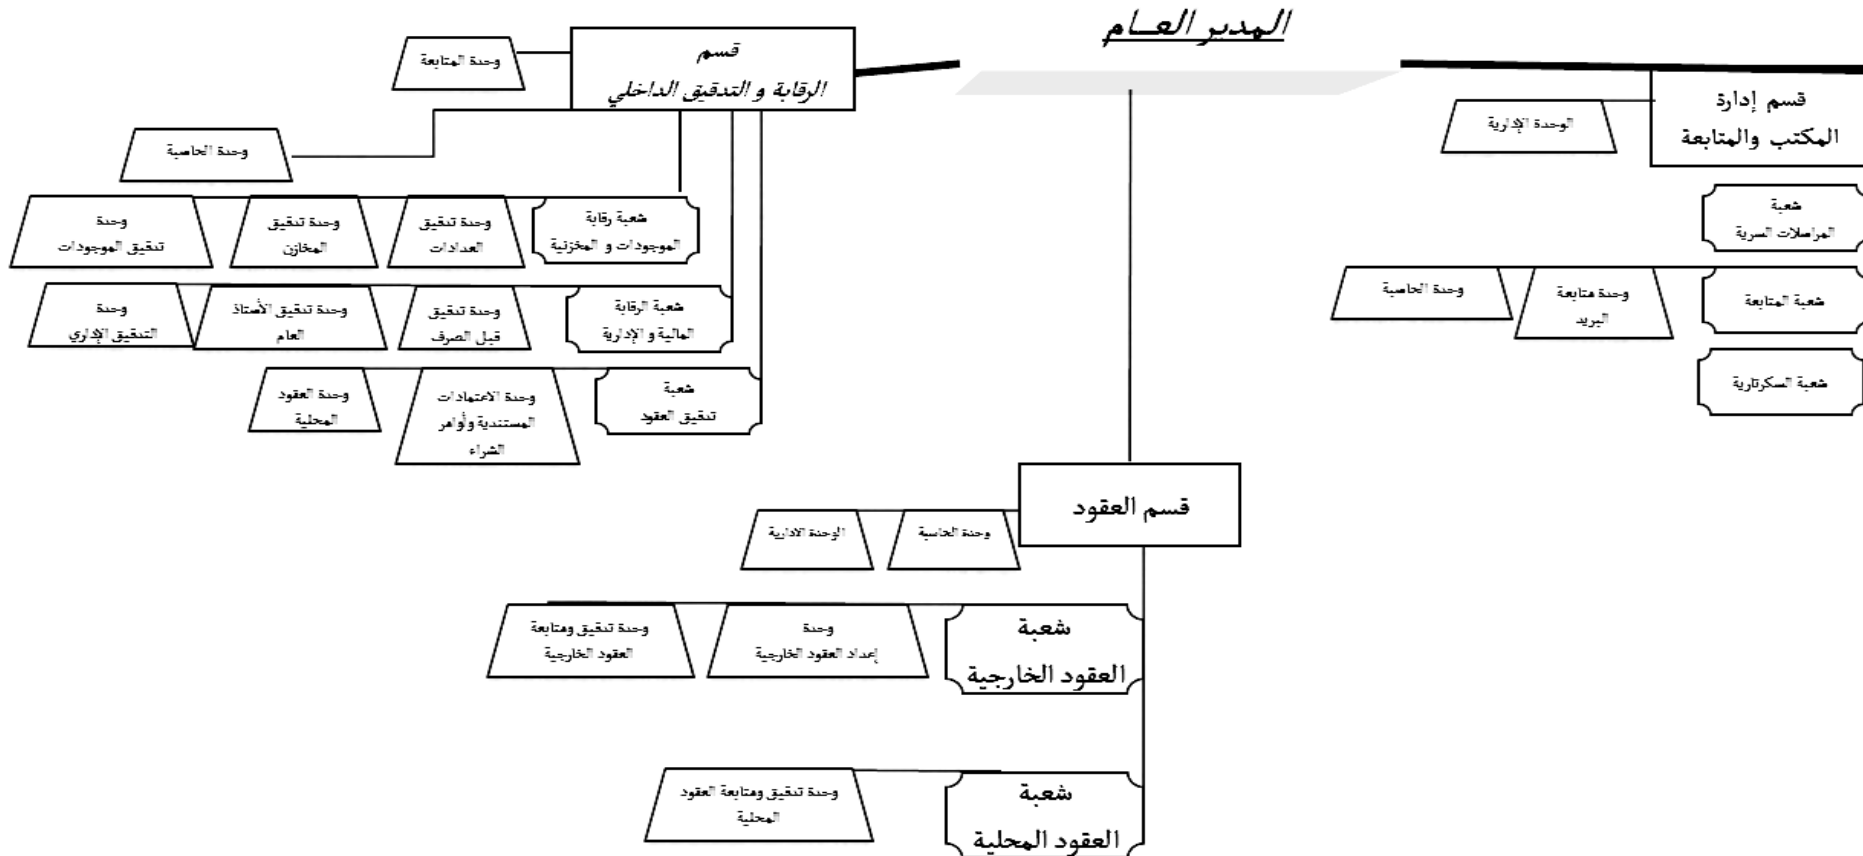 المدير العـــام
قسم إدارة
المكتب والمتابعة
الوحدة الإدارية
شعبة
المراسلات السرية
شعبة المتابعة
وحدة متابعة
البريد
وحدة الحاسبة
شعبة السكرتارية
قسم
الرقابة و التدقيق الداخلي
وحدة المتابعة
وحدة الحاسبة
شعبة رقابة
الموجودات و المخزنية
وحدة تدقيق
العدادات
وحدة تدقيق
المخازن
وحدة
تدقيق الموجودات
شعبة الرقابة
المالية و الإدارية
وحدة تدقيق
قبل الصرف
وحدة تدقيق الأستاذ
العام
وحدة
التدقيق الإداري
شعبة
تدقيق العقود
وحدة الاعتمادات
المستندية وأوامر
الشراء
وحدة العقود
المحلية
قسم العقود
وحدة الحاسبة
الوحدة الادارية
شعبة
العقود الخارجية
وحدة
إعداد العقود الخارجية
وحدة تدقيق ومتابعة
العقود الخارجية
شعبة
العقود المحلية
وحدة تدقيق ومتابعة العقود
المحلية